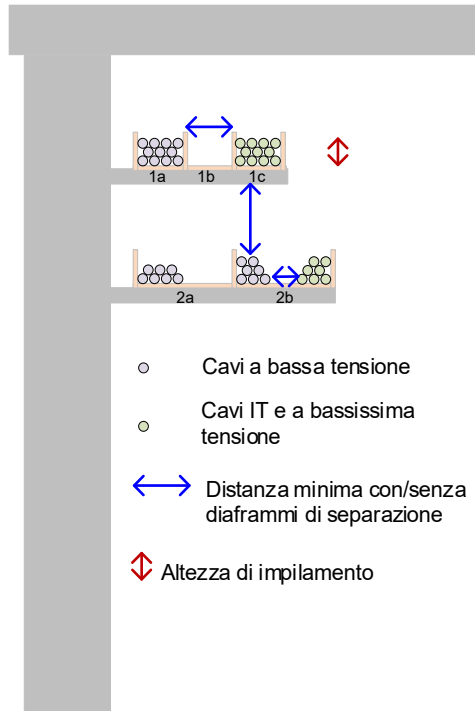 1a 1b 1c
2a 2b
Cavi a bassa tensione
Cavi IT e a bassissima
tensione
Distanza minima con/senza
diaframmi di separazione
Altezza di impilamento